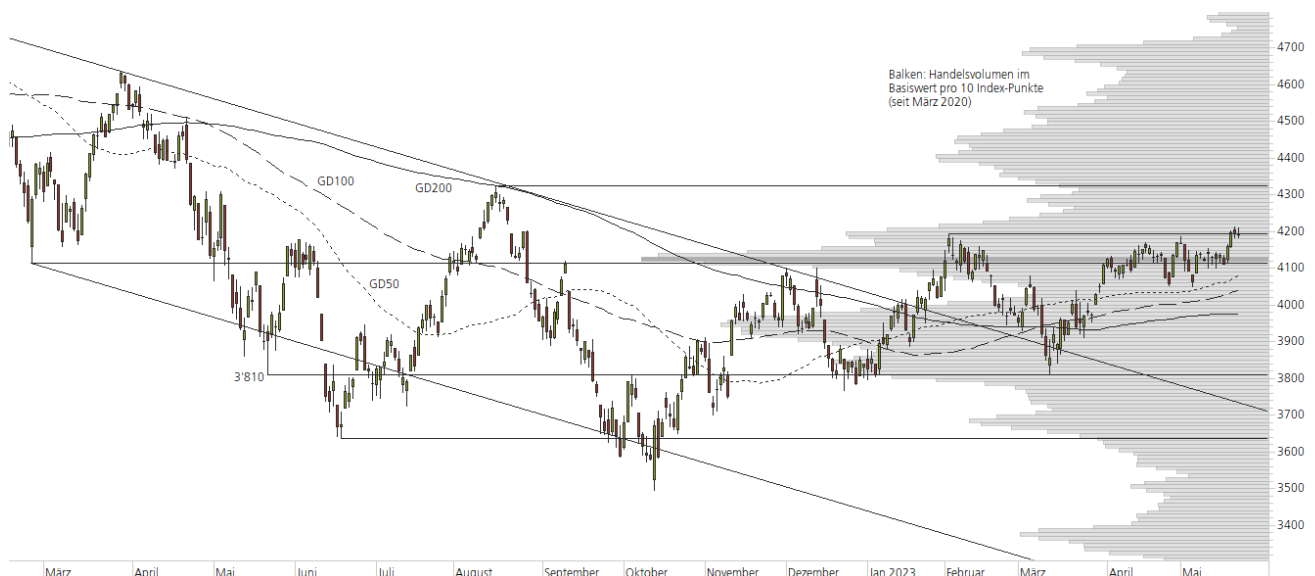 Balken: Handelsvolumen im
Basiswert pro 10 Index-Punkte
(seit März 2020)
GD100
GD200
GD50
3'810
4700
4600
4500
4400
4300
4200
4100
4000
3900
3800
3700
3600
3500
3400
März April Mai Juni Juli August September Oktober November Dezember Jan 2023 Februar März April Mai